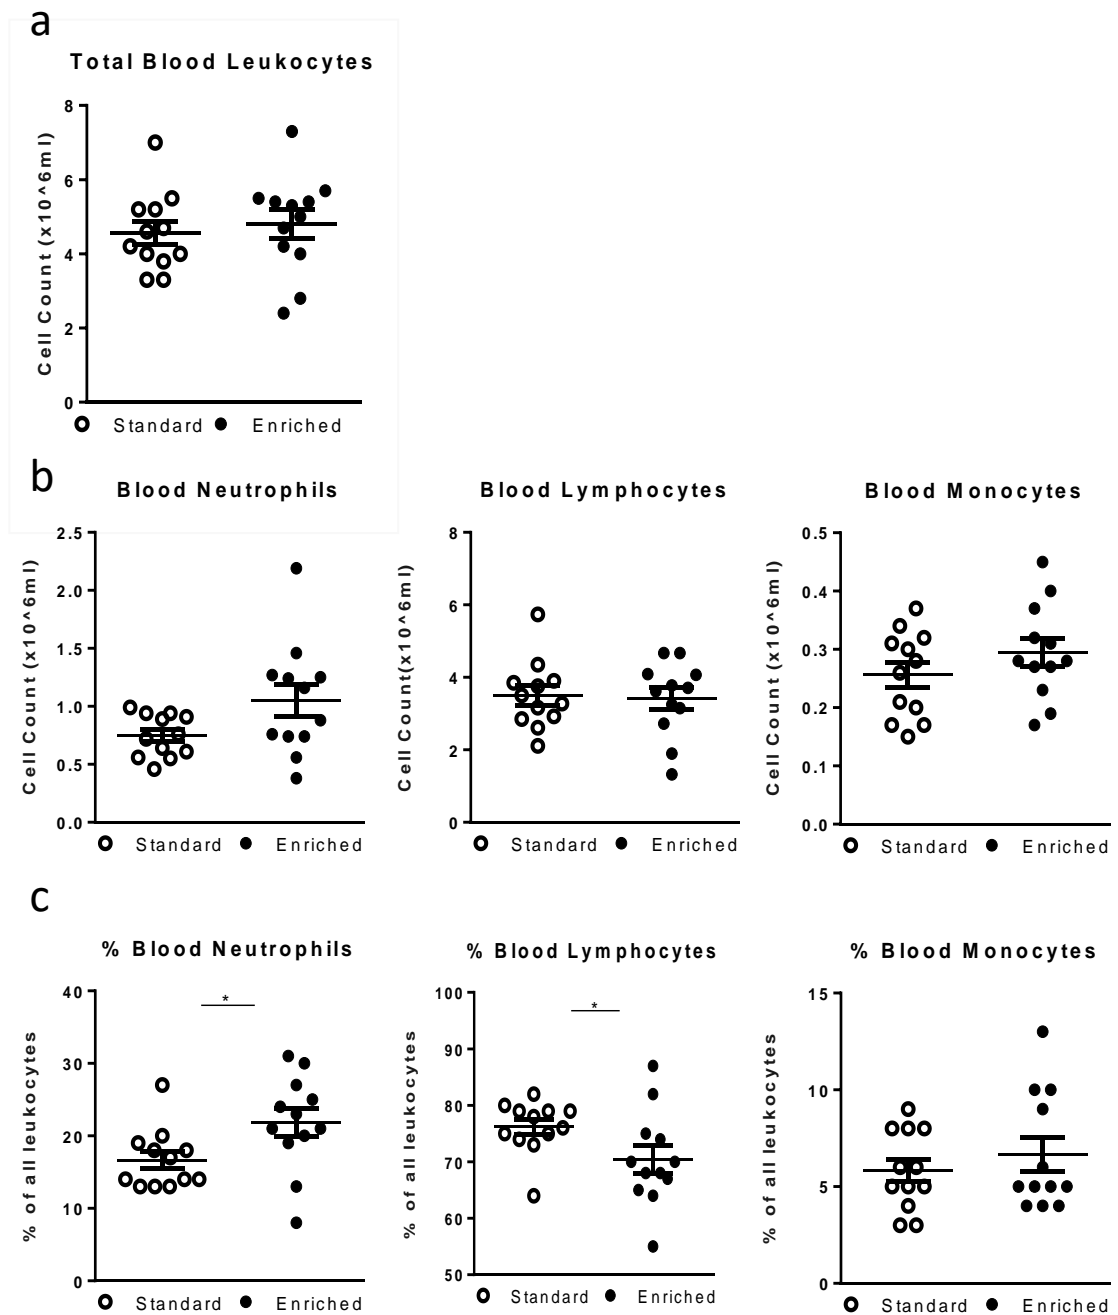 a
Total Blood Leukocytes
Cell Count (x10^6ml)
8
6
4
2
0
Standard Enriched
b
Blood Neutrophils
Cell Count (x10^6ml)
2.5
2.0
1.5
1.0
0.5
0.0
Standard Enriched
Blood Lymphocytes
Cell Count(x10^6ml)
8
6
4
2
0
Standard Enriched
Blood Monocytes
Cell Count (x10^6ml)
0.5
0.4
0.3
0.2
0.1
0.0
Standard Enriched
c
% Blood Neutrophils
% of all leukocytes
40
30
20
10
0
*
Standard Enriched
% Blood Lymphocytes
% of all leukocytes
100
90
80
70
60
50
*
Standard Enriched
% Blood Monocytes
% of all leukocytes
15
10
5
0
Standard Enriched